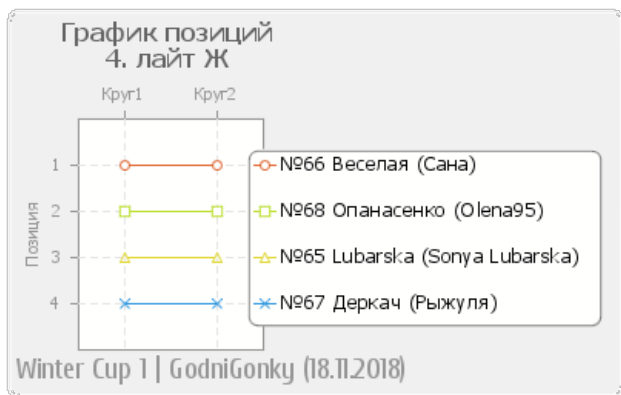 График позиций
4. лайт Ж
Круг1 Круг2
Позиция
1
2
3
4
№66 Веселая (Сана)
№68 Опанасенко (Olena95)
№65 Lubarska (Sonya Lubarska)
№67 Деркач (Рыжуля)
Winter Cup 1 | GodniGonky (18.11.2018)